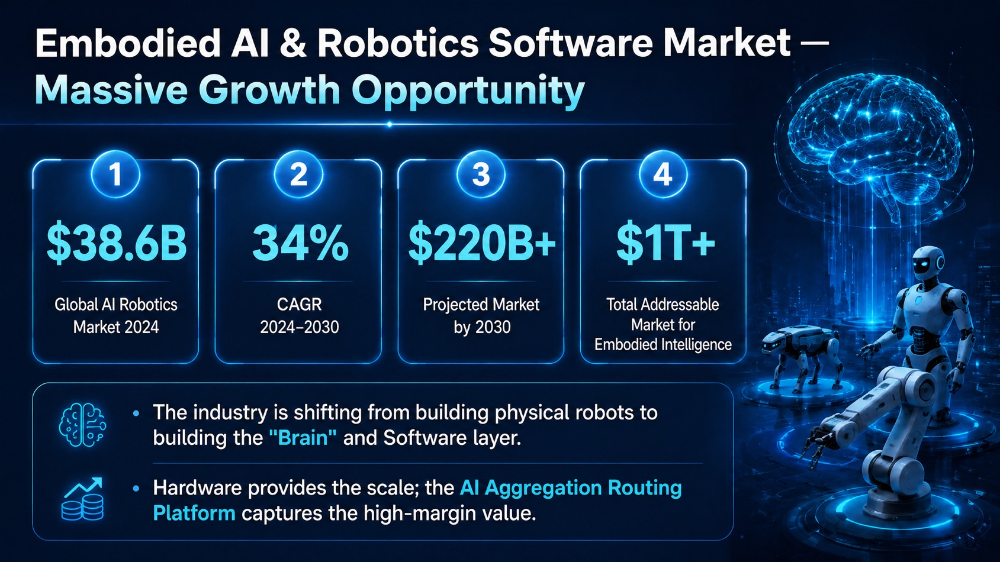 Embodied AI & Robotics Software Market —
Massive Growth Opportunity
1
$38.6B
Global AI Robotics
Market 2024
2
34%
CAGR
2024–2030
3
$220B+
Projected Market
by 2030
4
$1T+
Total Addressable
Market for
Embodied Intelligence
• The industry is shifting from building physical robots to
building the "Brain" and Software layer.
• Hardware provides the scale; the AI Aggregation Routing
Platform captures the high-margin value.